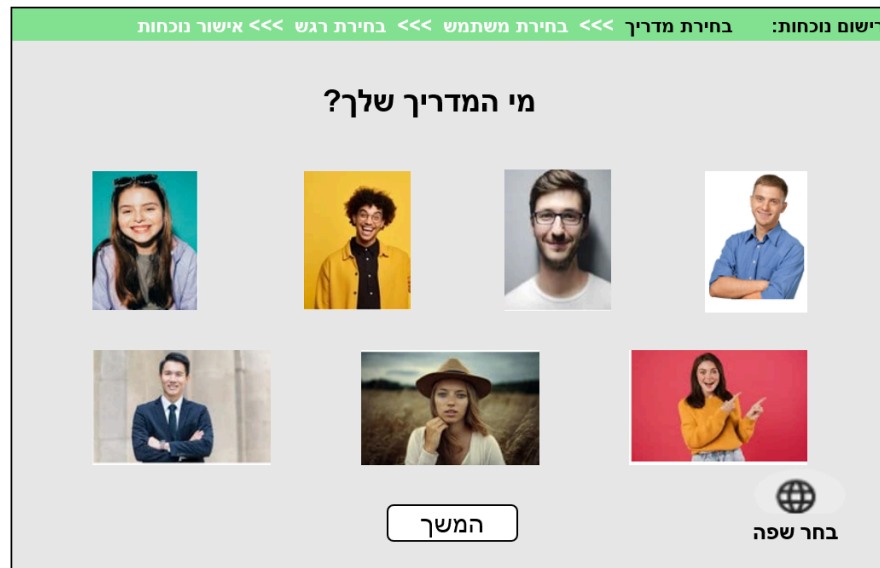 רישום נוכחות: בחירת מדריך >>> בחירת משתמש >>> בחירת רגש >>> אישור נוכחות
מי המדריך שלך?
המשך
בחר שפה